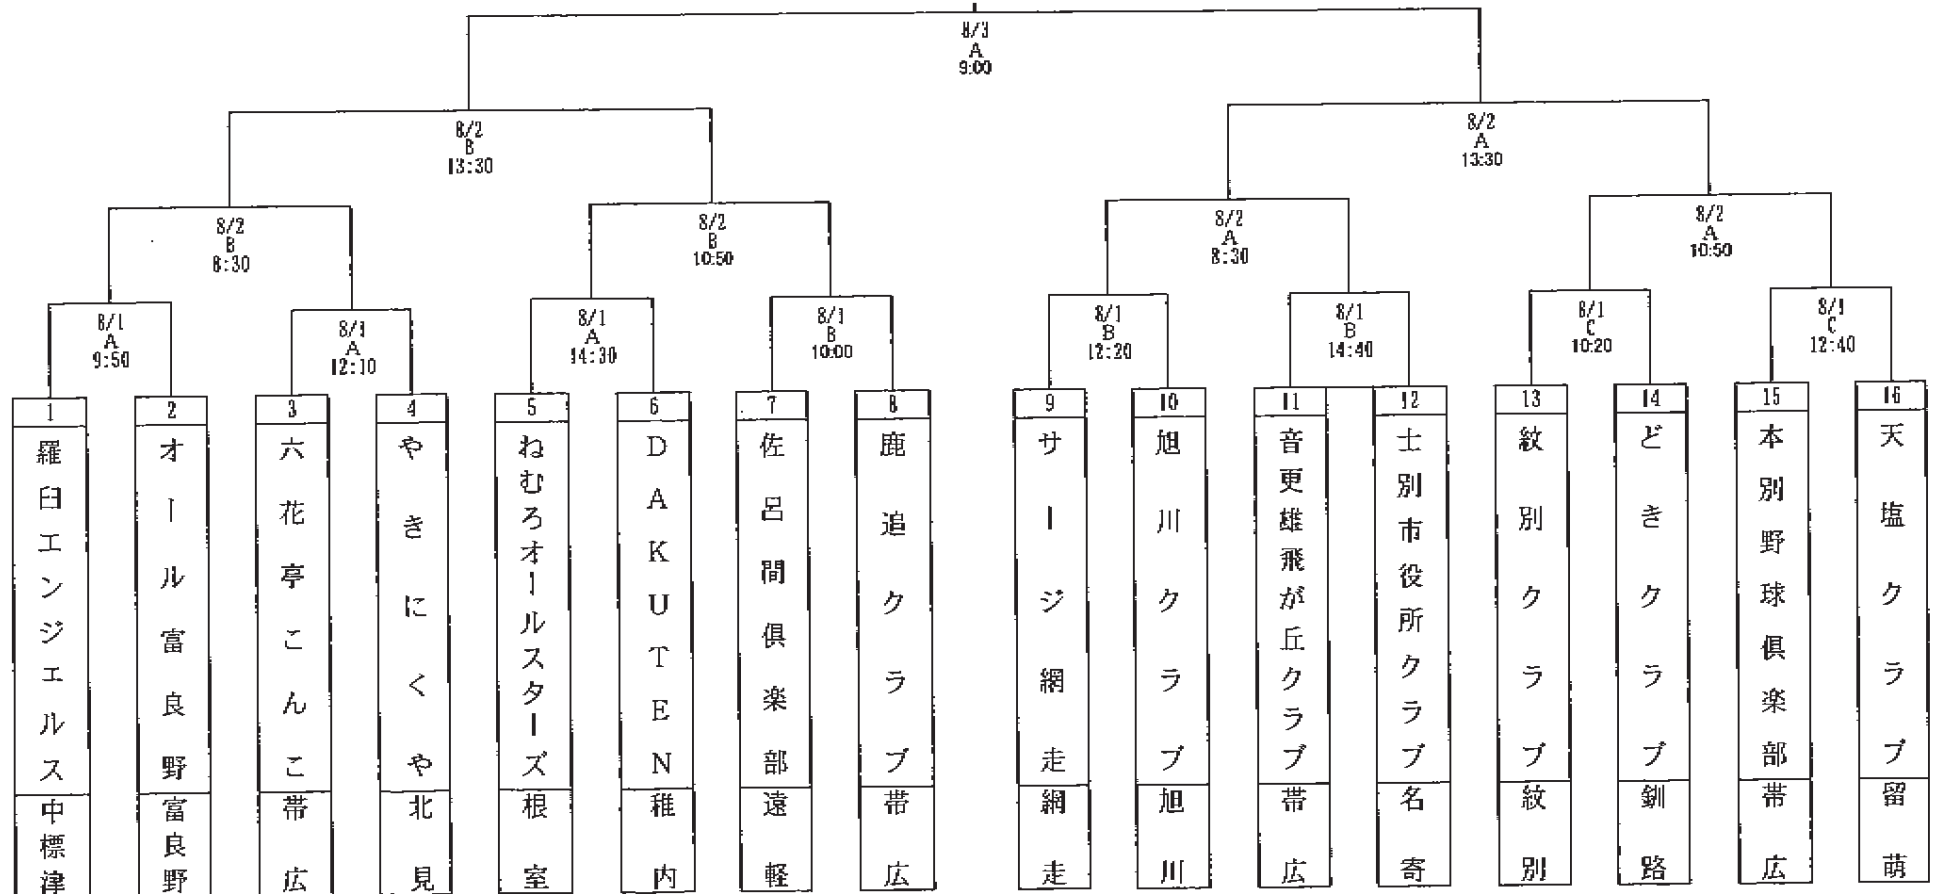 8/3
A
9:00
8/2
B
13:30
8/2
A
13:30
8/2
B
8:30
8/2
B
10:50
8/2
A
8:30
8/2
A
10:50
8/1
A
9:50
8/1
A
12:10
8/1
A
14:30
8/1
B
10:00
8/1
B
12:20
8/1
B
14:40
8/1
C
10:20
8/1
C
12:40
1
羅臼エンジェルス
中標津
2
オール富良野
富良野
3
六花亭こんこ
帯広
4
やきにくや
北見
5
ねむろオールスターズ
根室
6
DAKUTEN
稚内
7
佐呂間倶楽部
遠軽
8
鹿追クラブ
帯広
9
サージ網走
網走
10
旭川クラブ
旭川
11
音更雄飛が丘クラブ
帯広
12
士別市役所クラブ
名寄
13
紋別クラブ
紋別
14
どきクラブ
釧路
15
本別野球倶楽部
帯広
16
天塩クラブ
留萌